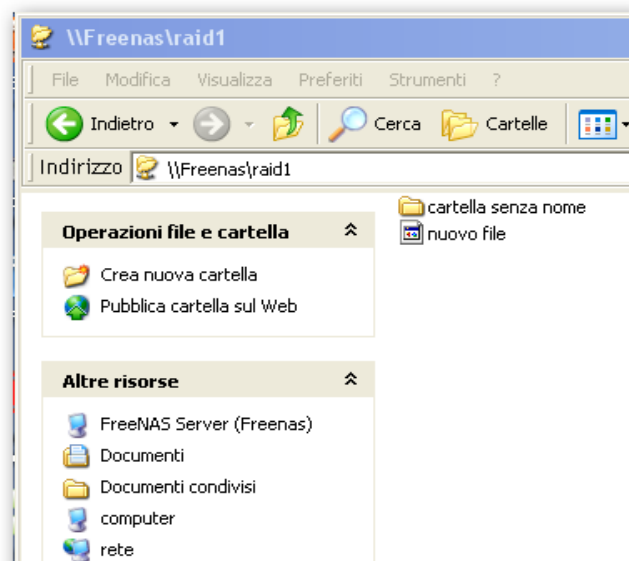 \\Freenas\raid1
File Modifica Visualizza Preferiti Strumenti ?
Indietro Cerca Cartelle
Indirizzo \\Freenas\raid1
cartella senza nome
nuovo file
Operazioni file e cartella
Crea nuova cartella
Pubblica cartella sul Web
Altre risorse
FreeNAS Server (Freenas)
Documenti
Documenti condivisi
computer
rete